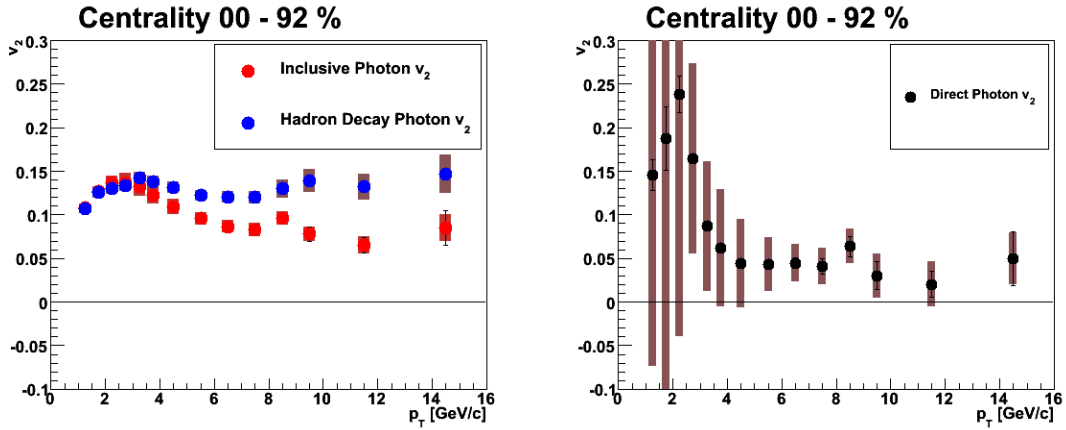 Centrality 00 - 92 %
v2
0.3
0.25
0.2
0.15
0.1
0.05
0
-0.05
-0.1
Inclusive Photon v2
Hadron Decay Photon v2
0 2 4 6 8 10 12 14 16
pT [GeV/c]
Centrality 00 - 92 %
v2
0.3
0.25
0.2
0.15
0.1
0.05
0
-0.05
-0.1
Direct Photon v2
0 2 4 6 8 10 12 14 16
pT [GeV/c]